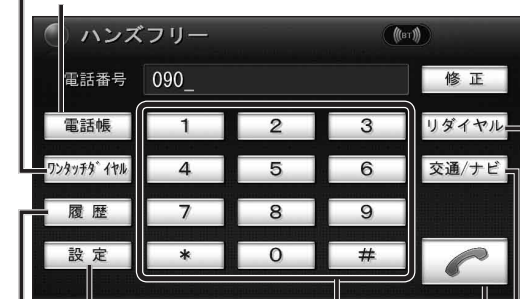 ハンズフリー BT
電話番号 090_ 修正
電話帳 1 2 3 リダイヤル
ワンタッチダイヤル 4 5 6 交通/ナビ
履歴 7 8 9
設定 * 0 #